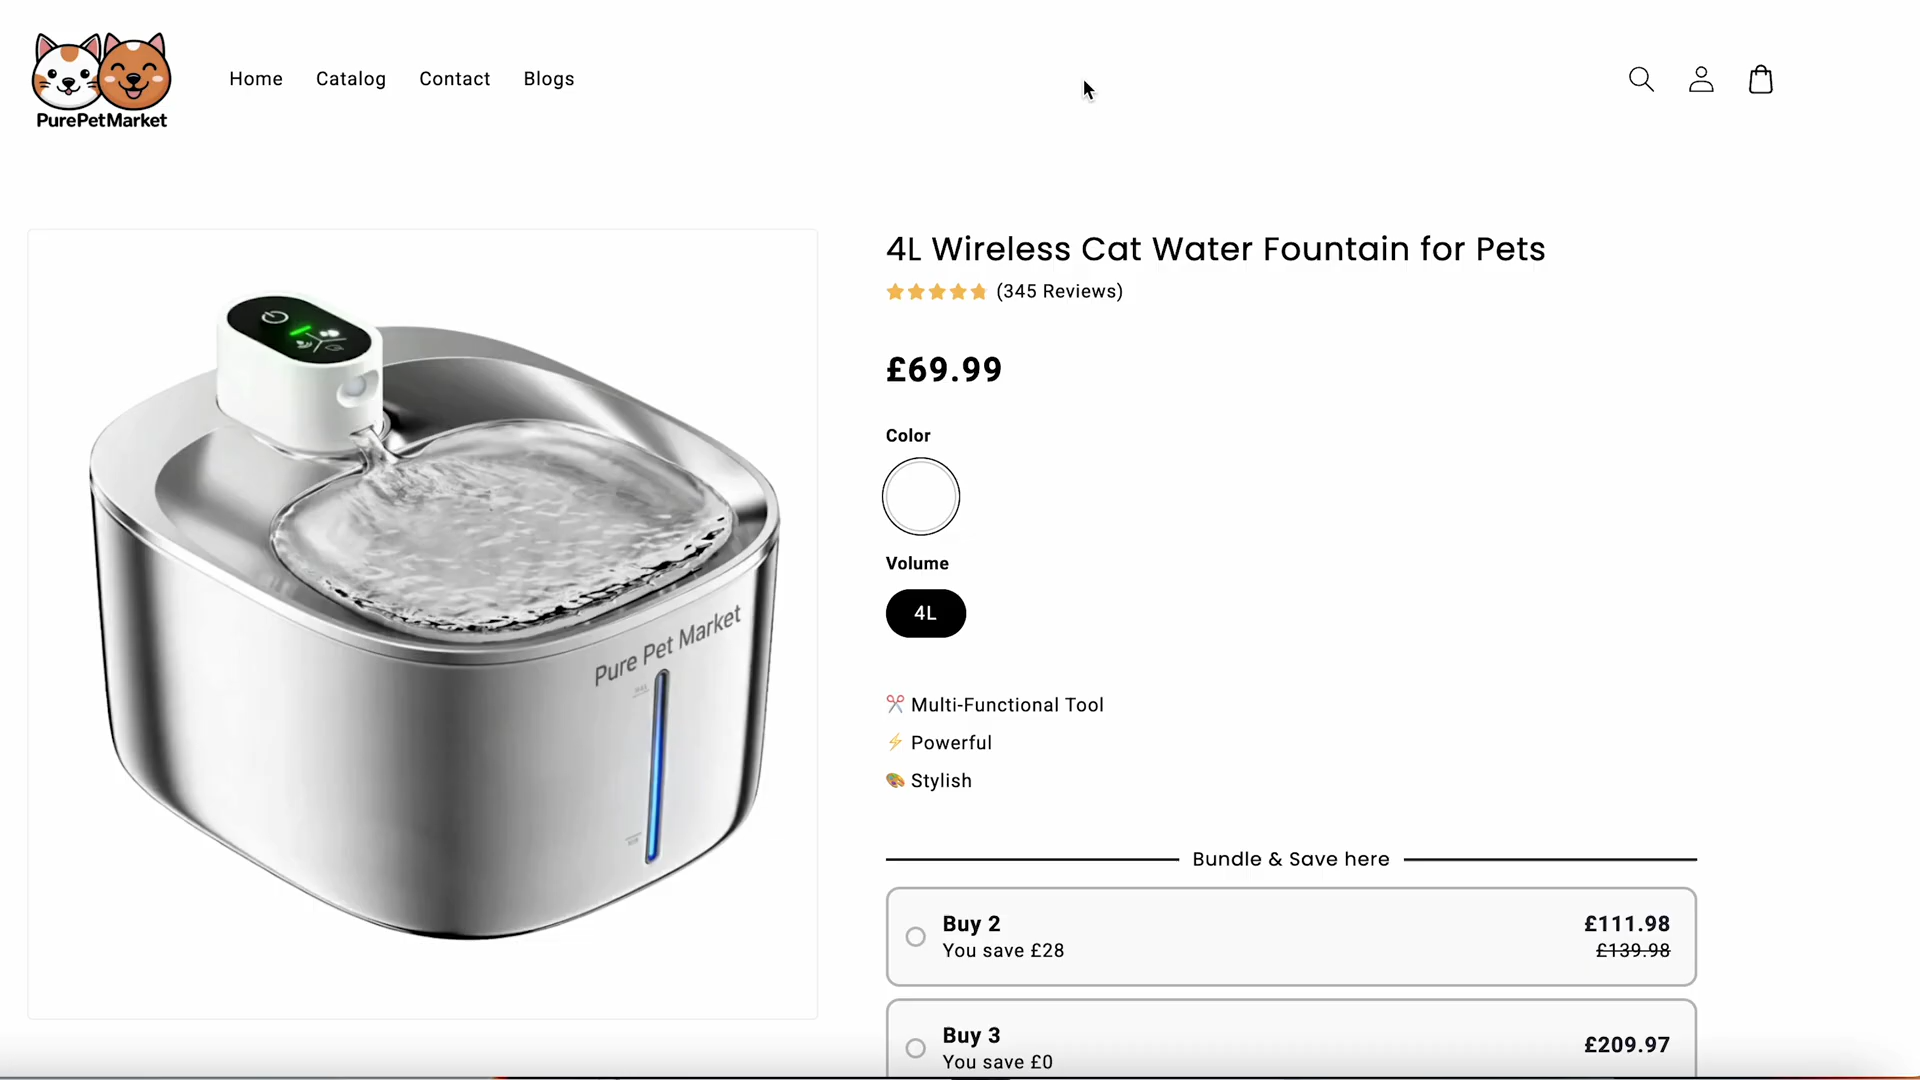 PurePetMarket
Home
Catalog
Contact
Blogs
4L Wireless Cat Water Fountain for Pets
(345 Reviews)
£69.99
Color
Volume
4L
Multi-Functional Tool
Powerful
Stylish
Pure Pet Market
Bundle & Save here
Buy 2
£111.98
You save £28
£139.98
Buy 3
£209.97
You save £0